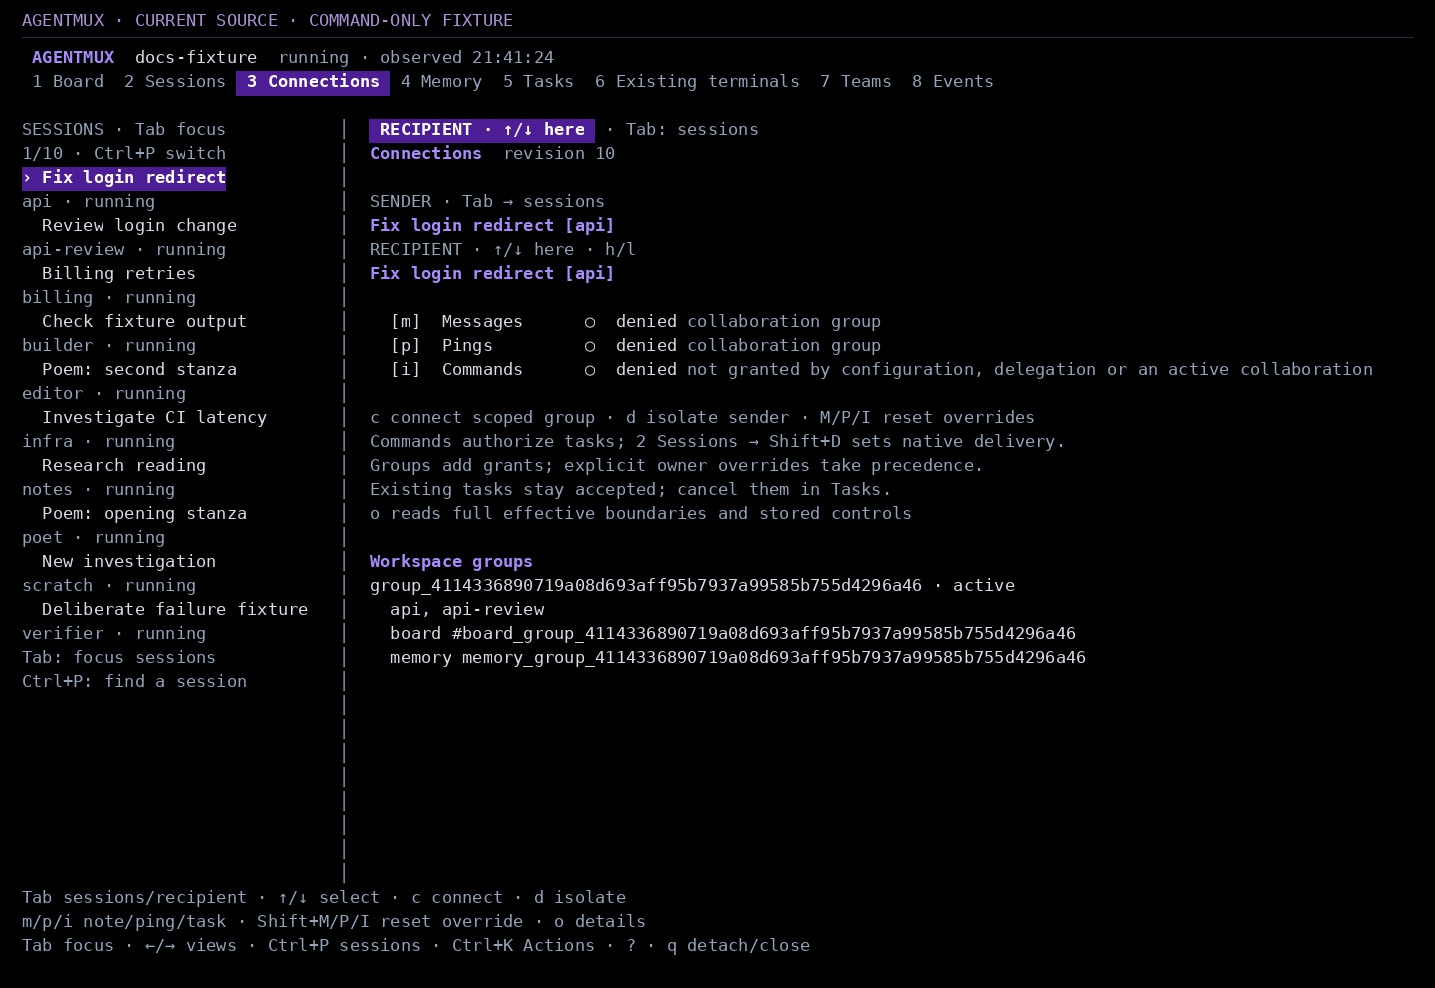 AGENTMUX · CURRENT SOURCE · COMMAND-ONLY FIXTURE
AGENTMUX docs-fixture running · observed 21:41:24
1 Board 2 Sessions 3 Connections 4 Memory 5 Tasks 6 Existing terminals 7 Teams 8 Events
SESSIONS · Tab focus
1/10 · Ctrl+P switch
› Fix login redirect
api · running
Review login change
api-review · running
Billing retries
billing · running
Check fixture output
builder · running
Poem: second stanza
editor · running
Investigate CI latency
infra · running
Research reading
notes · running
Poem: opening stanza
poet · running
New investigation
scratch · running
Deliberate failure fixture
verifier · running
Tab: focus sessions
Ctrl+P: find a session
RECIPIENT · ↑/↓ here · Tab: sessions
Connections revision 10
SENDER · Tab → sessions
Fix login redirect [api]
RECIPIENT · ↑/↓ here · h/l
Fix login redirect [api]
[m] Messages ○ denied collaboration group
[p] Pings ○ denied collaboration group
[i] Commands ○ denied not granted by configuration, delegation or an active collaboration
c connect scoped group · d isolate sender · M/P/I reset overrides
Commands authorize tasks; 2 Sessions → Shift+D sets native delivery.
Groups add grants; explicit owner overrides take precedence.
Existing tasks stay accepted; cancel them in Tasks.
o reads full effective boundaries and stored controls
Workspace groups
group_4114336890719a08d693aff95b7937a99585b755d4296a46 · active
api, api-review
board #board_group_4114336890719a08d693aff95b7937a99585b755d4296a46
memory memory_group_4114336890719a08d693aff95b7937a99585b755d4296a46
Tab sessions/recipient · ↑/↓ select · c connect · d isolate
m/p/i note/ping/task · Shift+M/P/I reset override · o details
Tab focus · ←/→ views · Ctrl+P sessions · Ctrl+K Actions · ? · q detach/close